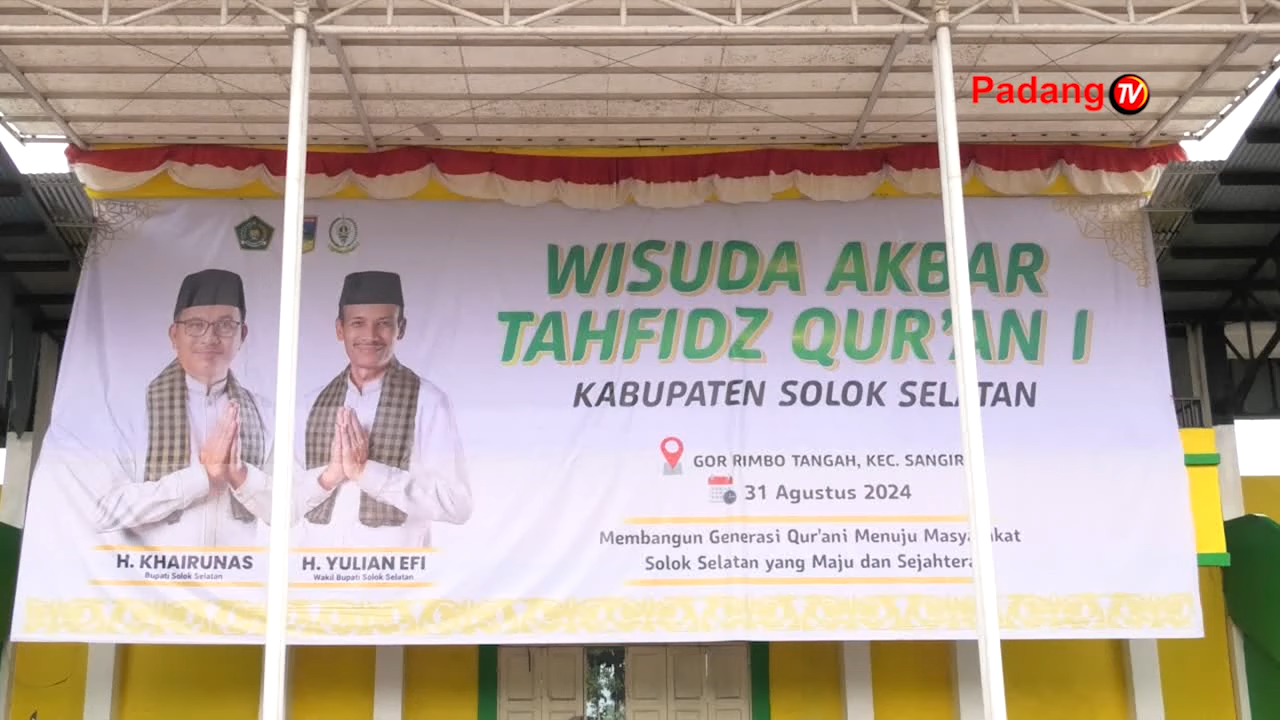 Padang TV
WISUDA AKBAR
TAHFIDZ QUR'AN I
KABUPATEN SOLOK SELATAN
GOR RIMBO TANGAH, KEC. SANGIR
31 Agustus 2024
Membangun Generasi Qur'ani Menuju Masyarakat
Solok Selatan yang Maju dan Sejahtera
H. KHAIRUNAS
Bupati Solok Selatan
H. YULIAN EFI
Wakil Bupati Solok Selatan